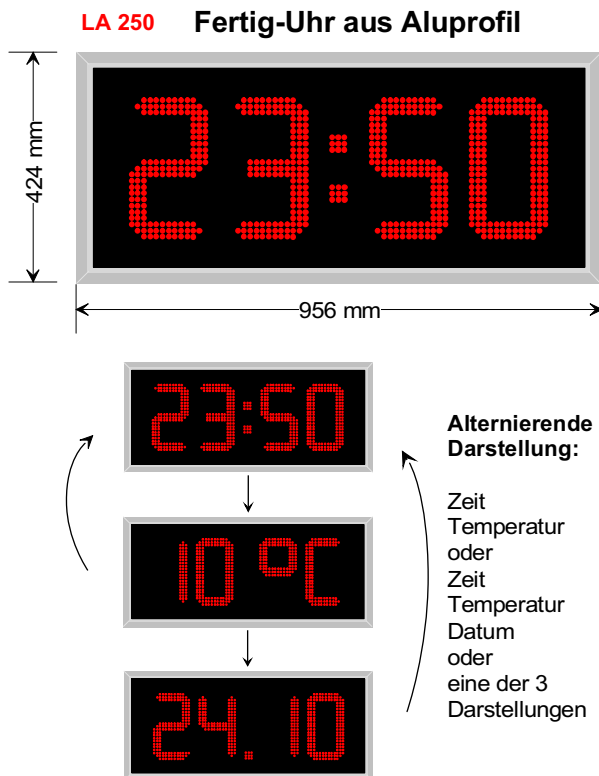 LA 250 Fertig-Uhr aus Aluprofil
23:50
424 mm
956 mm
23:50
10 °C
24. 10
Alternierende
Darstellung:
Zeit
Temperatur
oder
Zeit
Temperatur
Datum
oder
eine der 3
Darstellungen